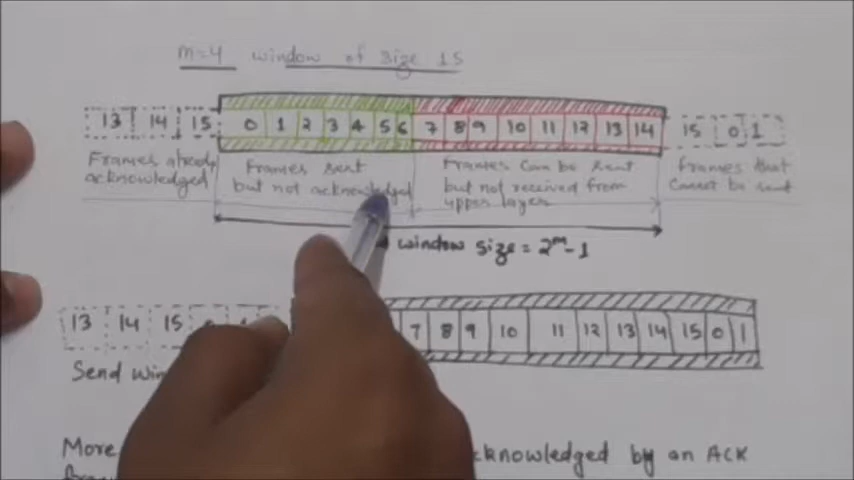 m=4 window of size 15
13 14 15 0 1 2 3 4 5 6 7 8 9 10 11 12 13 14 15 0 1
Frames already acknowledged
Frames sent but not acknowledged
Frames can be sent but not received from upper layer
Frames that cannot be sent
window size = 2^m-1
13 14 15 7 8 9 10 11 12 13 14 15 0 1
Send
More
cknowledged by an ACK